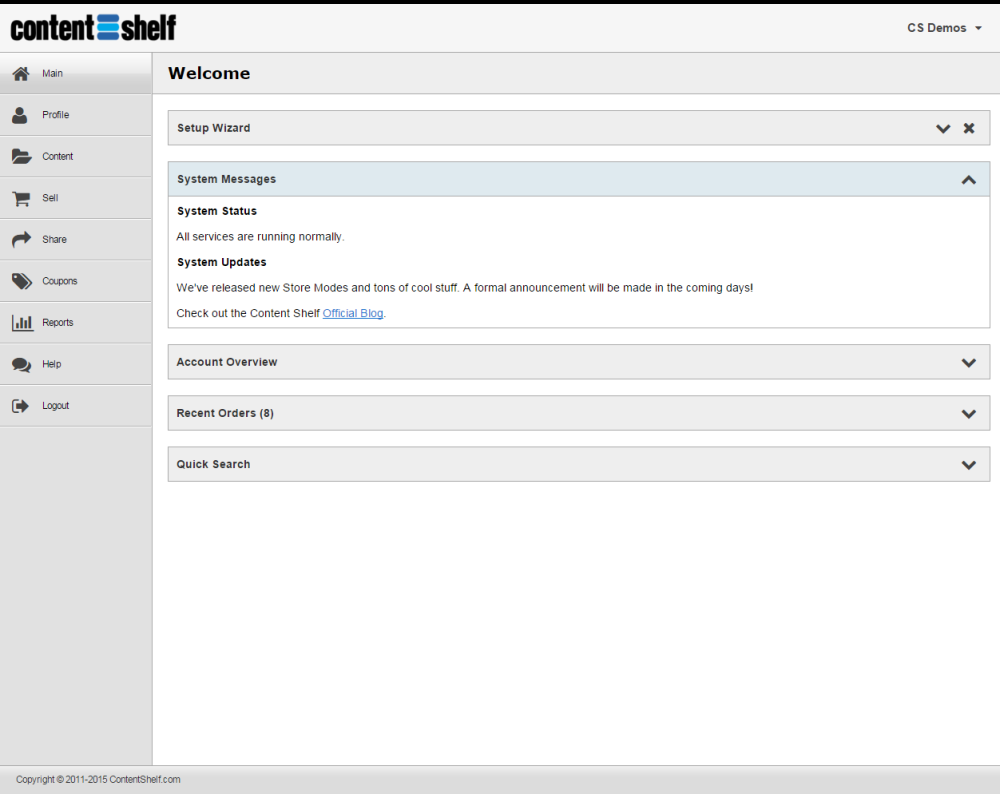 content shelf
CS Demos
Main
Profile
Content
Sell
Share
Coupons
Reports
Help
Logout
Welcome
Setup Wizard
System Messages
System Status
All services are running normally.
System Updates
We've released new Store Modes and tons of cool stuff. A formal announcement will be made in the coming days!
Check out the Content Shelf Official Blog.
Account Overview
Recent Orders (8)
Quick Search
Copyright © 2011-2015 ContentShelf.com